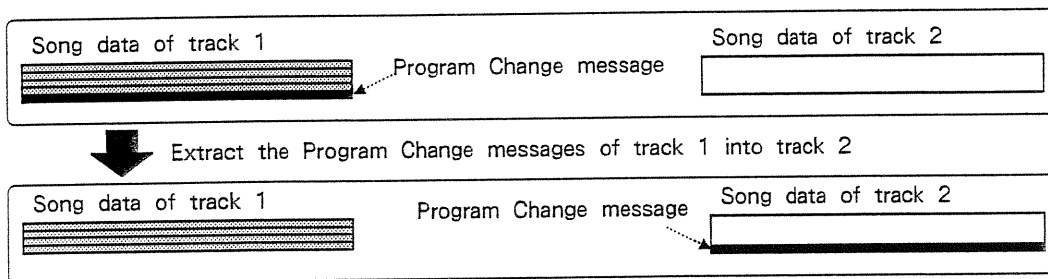 Song data of track 1
Song data of track 2
Program Change message
Extract the Program Change messages of track 1 into track 2
Song data of track 1
Program Change message
Song data of track 2